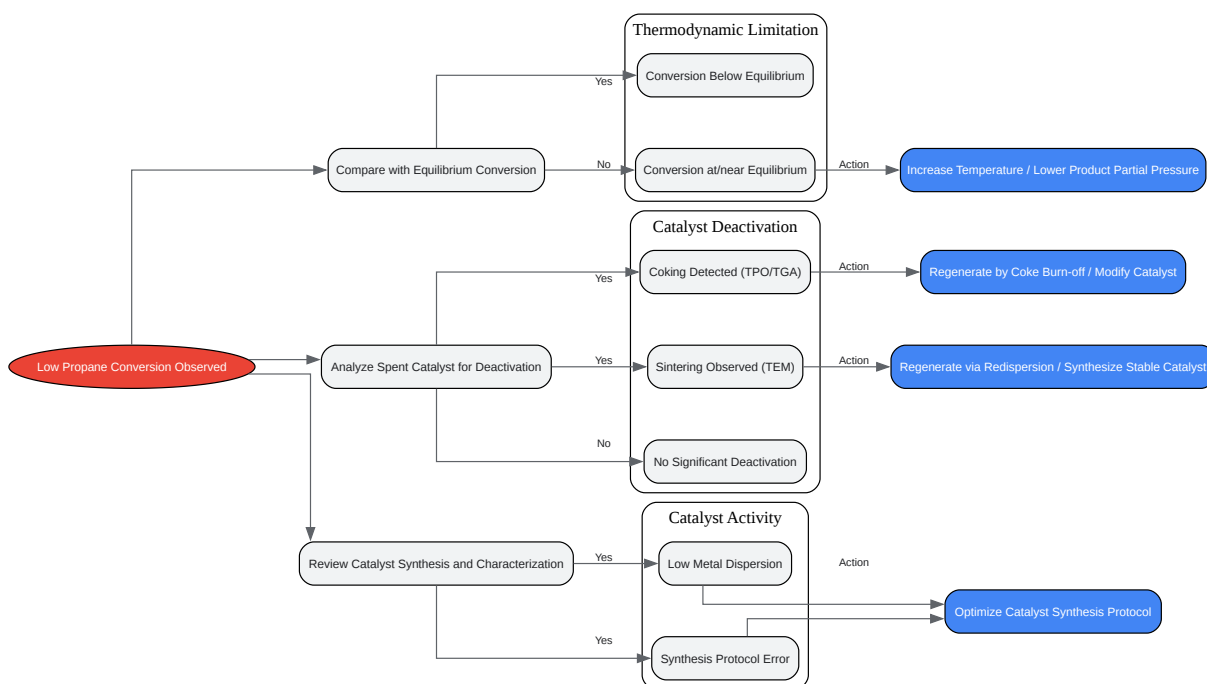 Thermodynamic Limitation
Conversion Below Equilibrium
Yes
Compare with Equilibrium Conversion
No
Conversion at/near Equilibrium
Action
Increase Temperature / Lower Product Partial Pressure
Catalyst Deactivation
Coking Detected (TPO/TGA)
Yes
Action
Regenerate by Coke Burn-off / Modify Catalyst
Low Propane Conversion Observed
Analyze Spent Catalyst for Deactivation
Yes
Sintering Observed (TEM)
Action
Regenerate via Redispersion / Synthesize Stable Catalyst
No
No Significant Deactivation
Catalyst Activity
Review Catalyst Synthesis and Characterization
Yes
Low Metal Dispersion
Action
Optimize Catalyst Synthesis Protocol
Yes
Synthesis Protocol Error